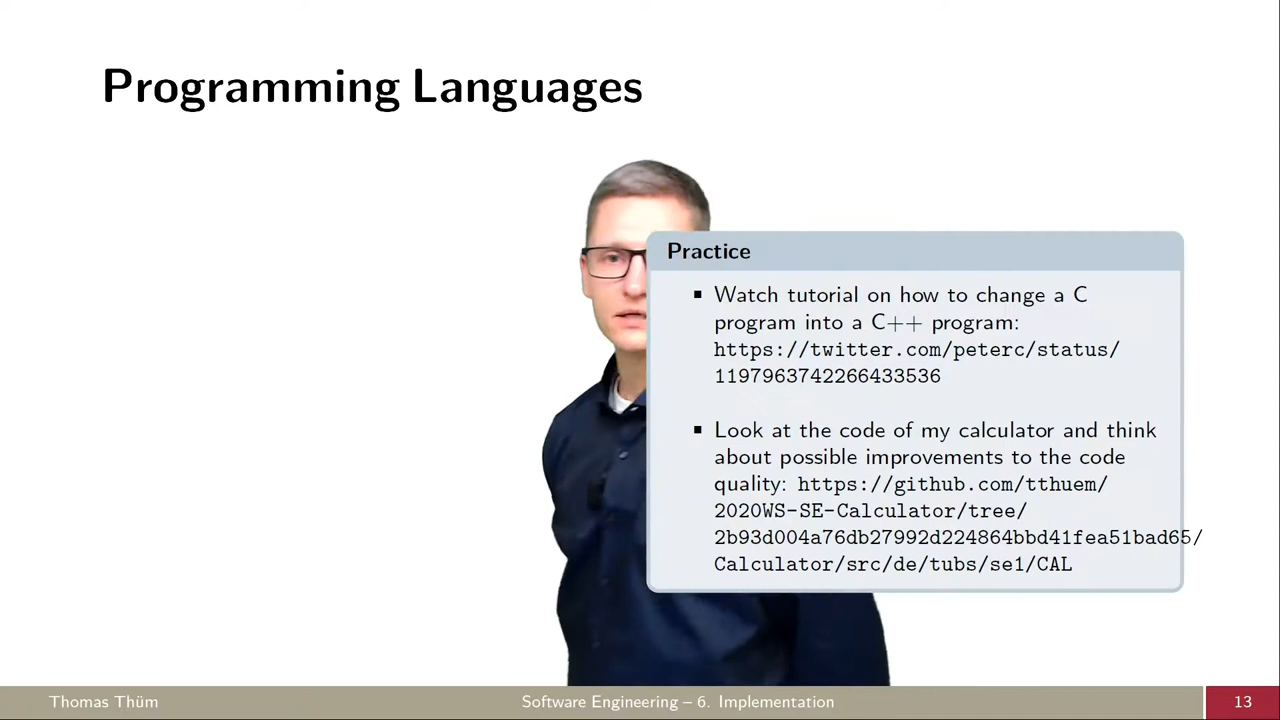 Programming Languages
Practice
▪ Watch tutorial on how to change a C
program into a C++ program:
https://twitter.com/peterc/status/
1197963742266433536
▪ Look at the code of my calculator and think
about possible improvements to the code
quality: https://github.com/tthuem/
2020WS-SE-Calculator/tree/
2b93d004a76db27992d224864bbd41fea51bad65/
Calculator/src/de/tubs/se1/CAL
Thomas Thüm
Software Engineering – 6. Implementation
13